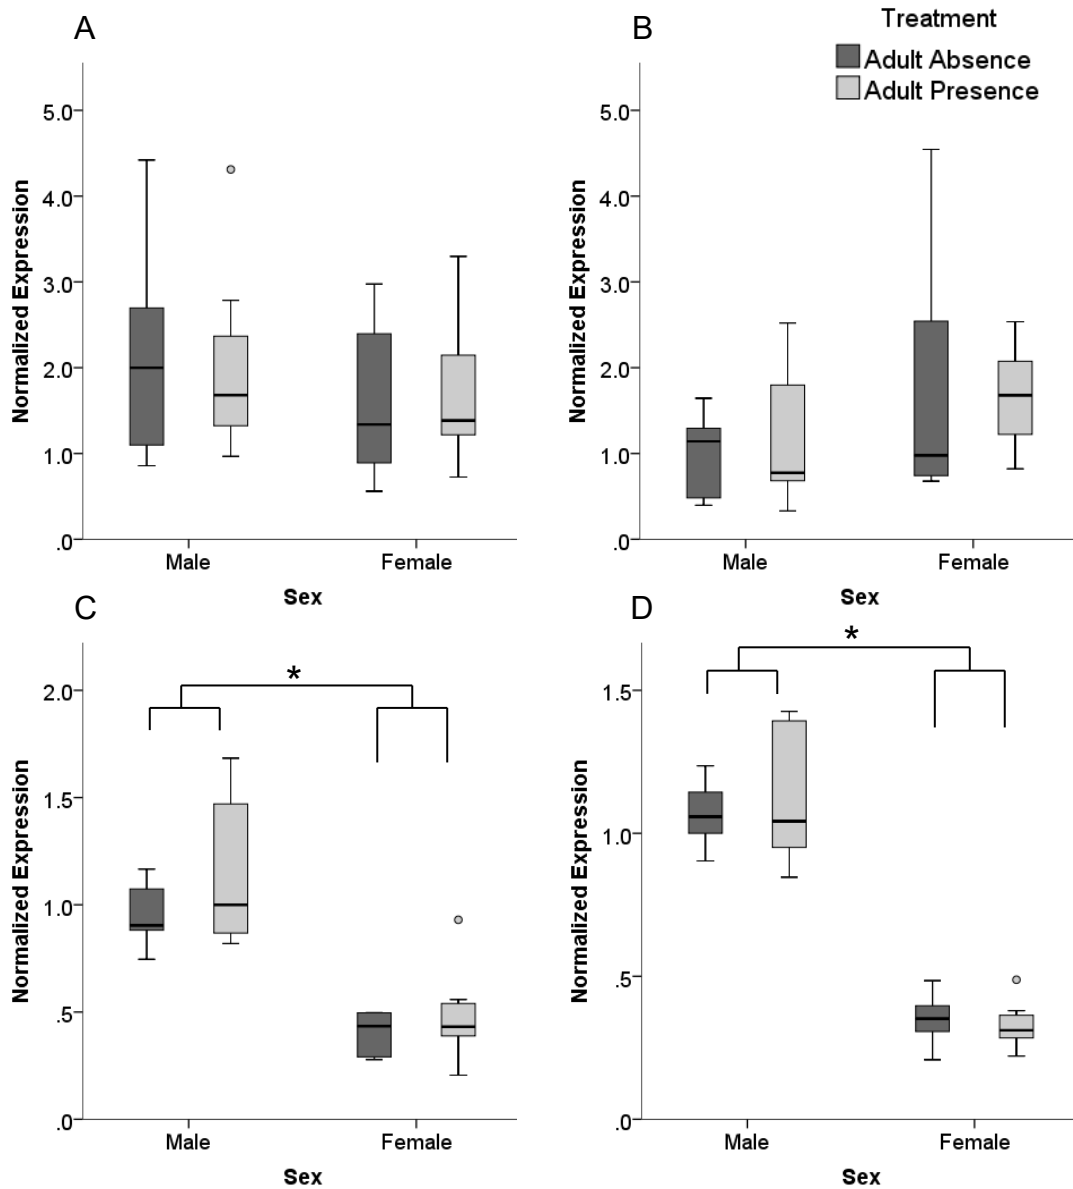 A
5.0
4.0
3.0
2.0
1.0
.0
Normalized Expression
Male
Female
Sex
B
Treatment
Adult Absence
Adult Presence
5.0
4.0
3.0
2.0
1.0
.0
Normalized Expression
Male
Female
Sex
C
*
2.0
1.5
1.0
.5
.0
Normalized Expression
Male
Female
Sex
D
*
1.5
1.0
.5
.0
Normalized Expression
Male
Female
Sex